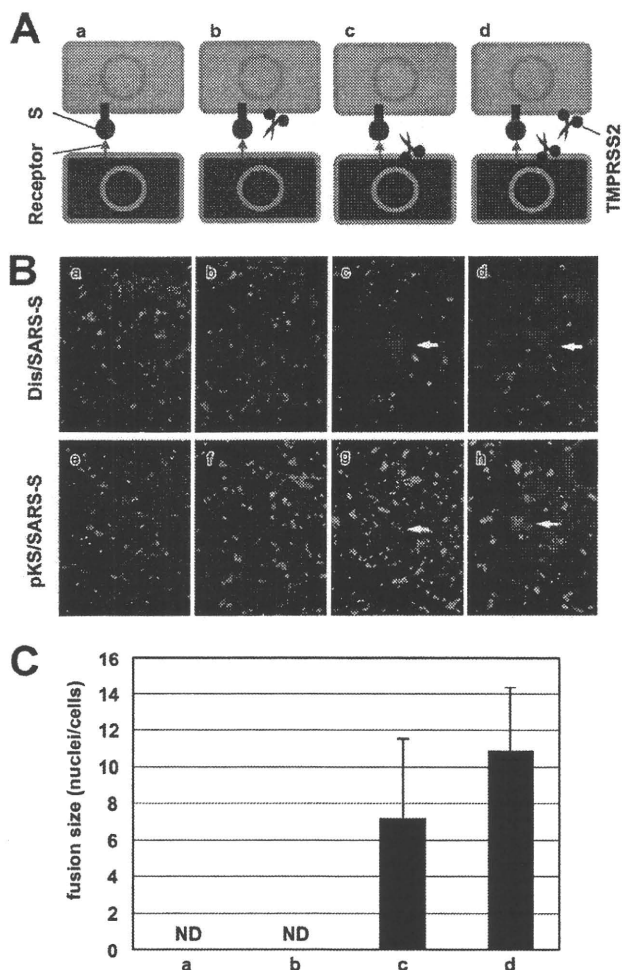 A
a b c d
S
Receptor
TMPRSS2
B
Dis/SARS-S
a b c d
pKS/SARS-S
e f g h
C
fusion size (nuclei/cells)
16
14
12
10
8
6
4
2
0
ND ND
a b c d